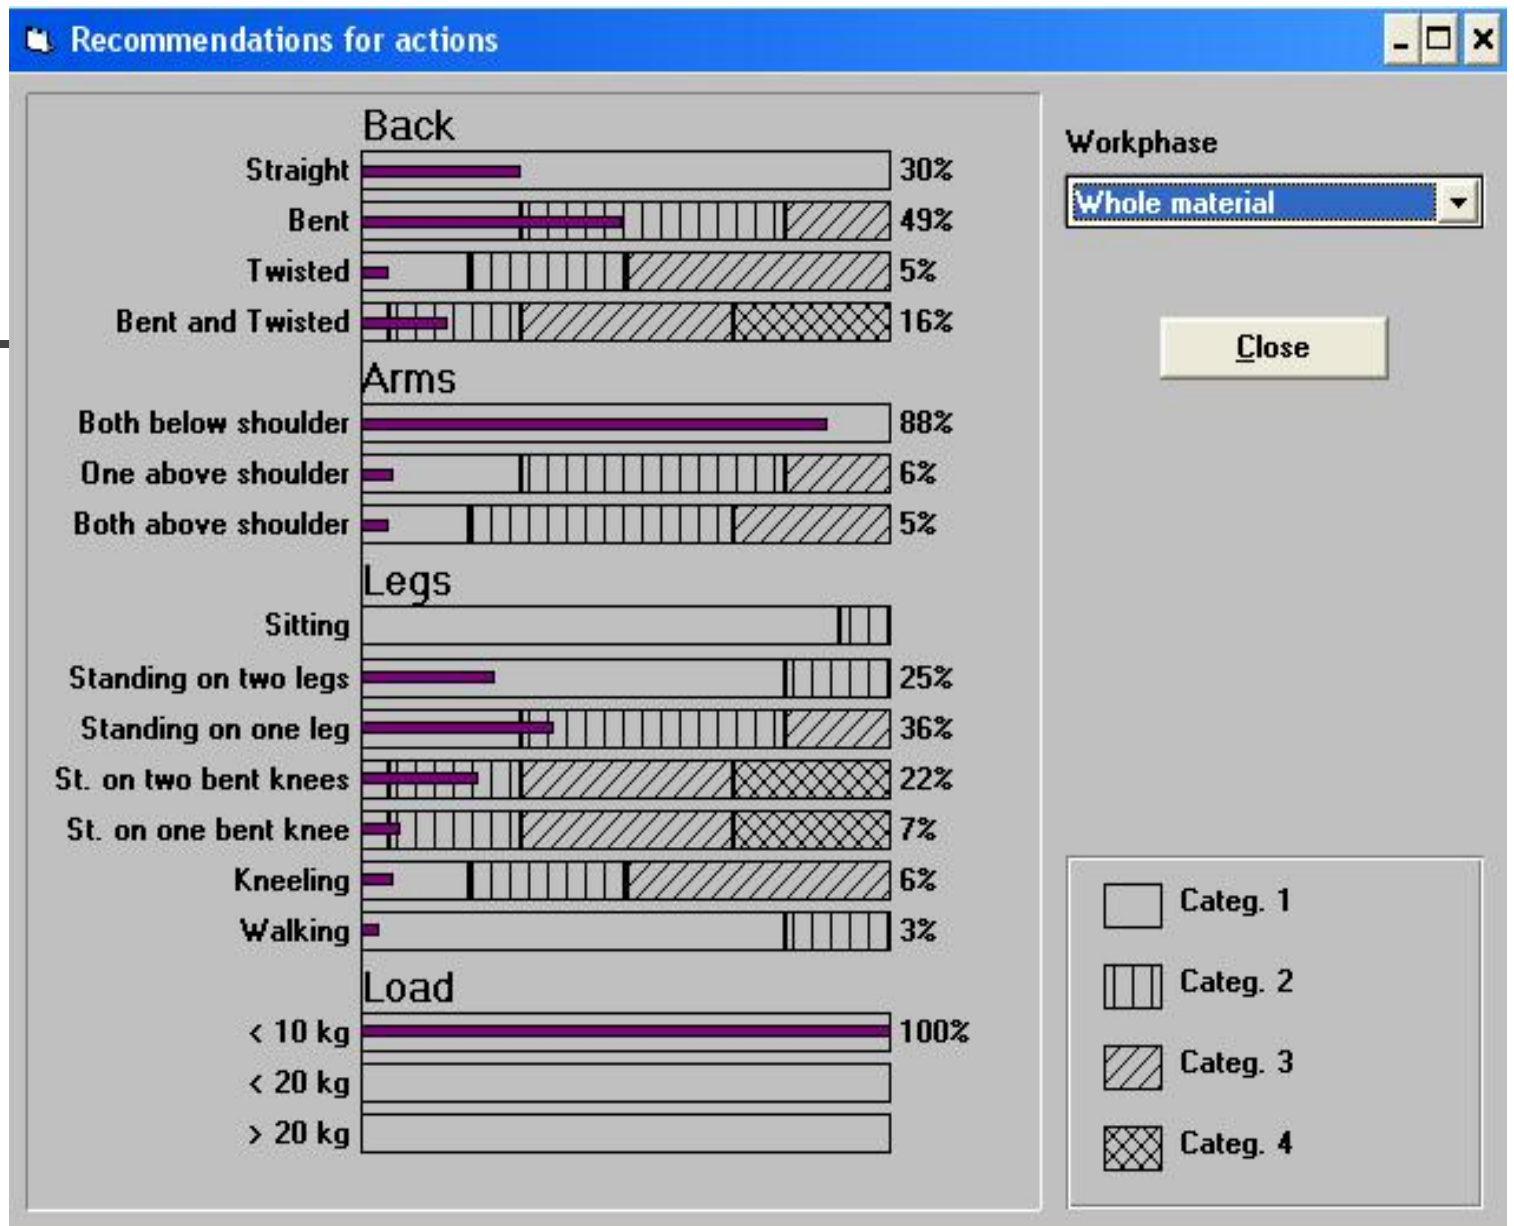 Recommendations for actions
Back
Straight 30%
Bent 49%
Twisted 5%
Bent and Twisted 16%
Arms
Both below shoulder 88%
One above shoulder 6%
Both above shoulder 5%
Legs
Sitting
Standing on two legs 25%
Standing on one leg 36%
St. on two bent knees 22%
St. on one bent knee 7%
Kneeling 6%
Walking 3%
Load
< 10 kg 100%
< 20 kg
> 20 kg
Workphase
Whole material
Close
Categ. 1
Categ. 2
Categ. 3
Categ. 4